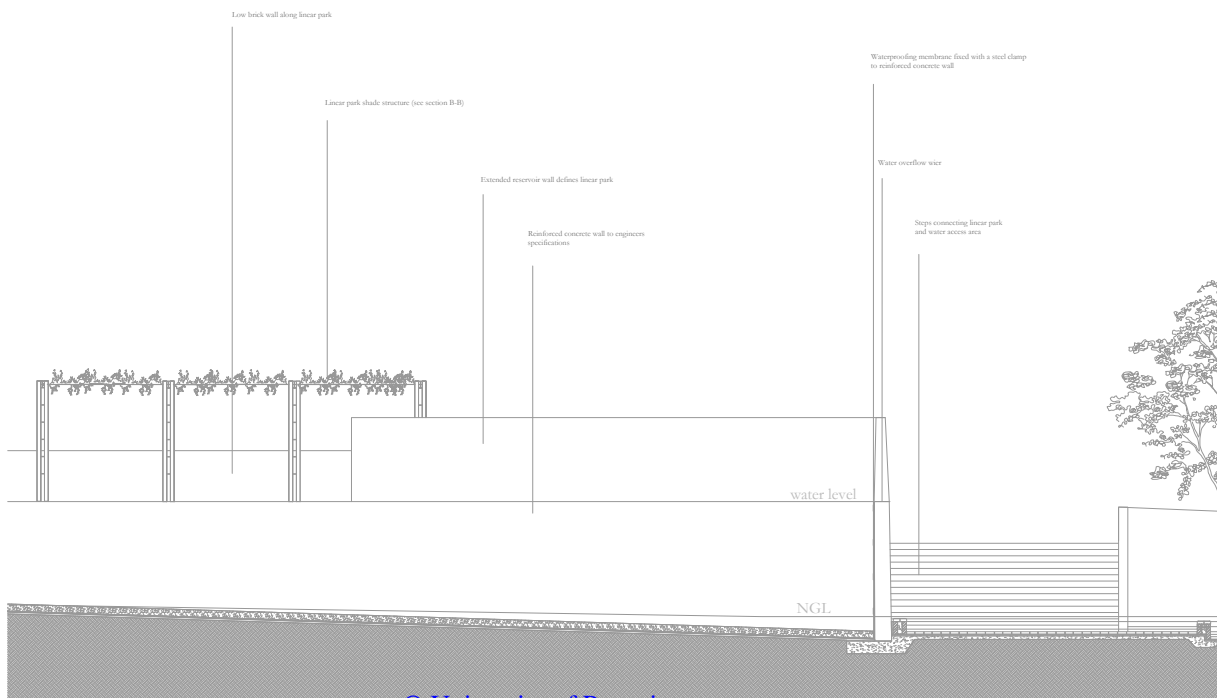 Low brick wall along linear park
Waterproofing membrane fixed with a steel clamp
to reinforced concrete wall
Linear park shade structure (see section B-B)
Water overflow wier
Extended reservoir wall defines linear park
Steps connecting linear park
and water access area
Reinforced concrete wall to engineers
specifications
water level
NGL
© University of